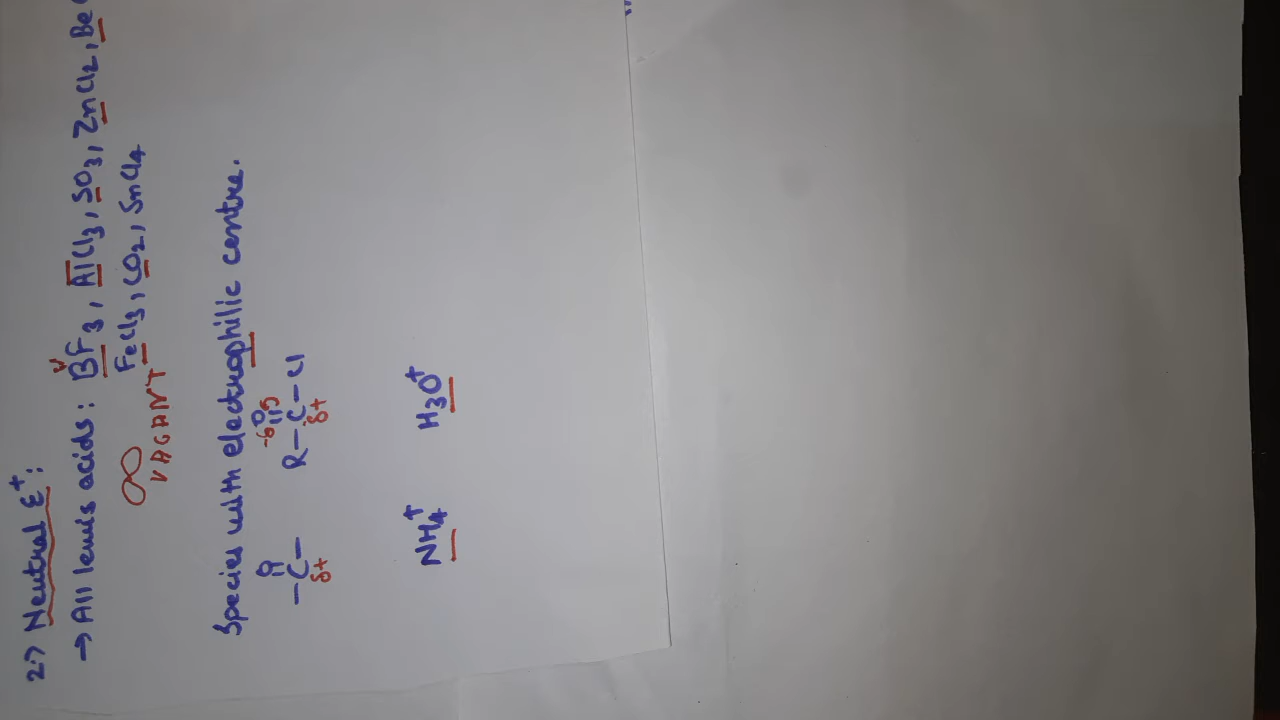 2.→ Neutral E⁺:
→ All lewis acids: BF₃, AlCl₃, SO₃, ZnCl₂, Be
FeCl₃, CO₂, SnCl₄
VACANT
Species with electrophilic centre.
O O
-C- R-C-Cl
δ+ δ+
NH₄⁺ H₃O⁺